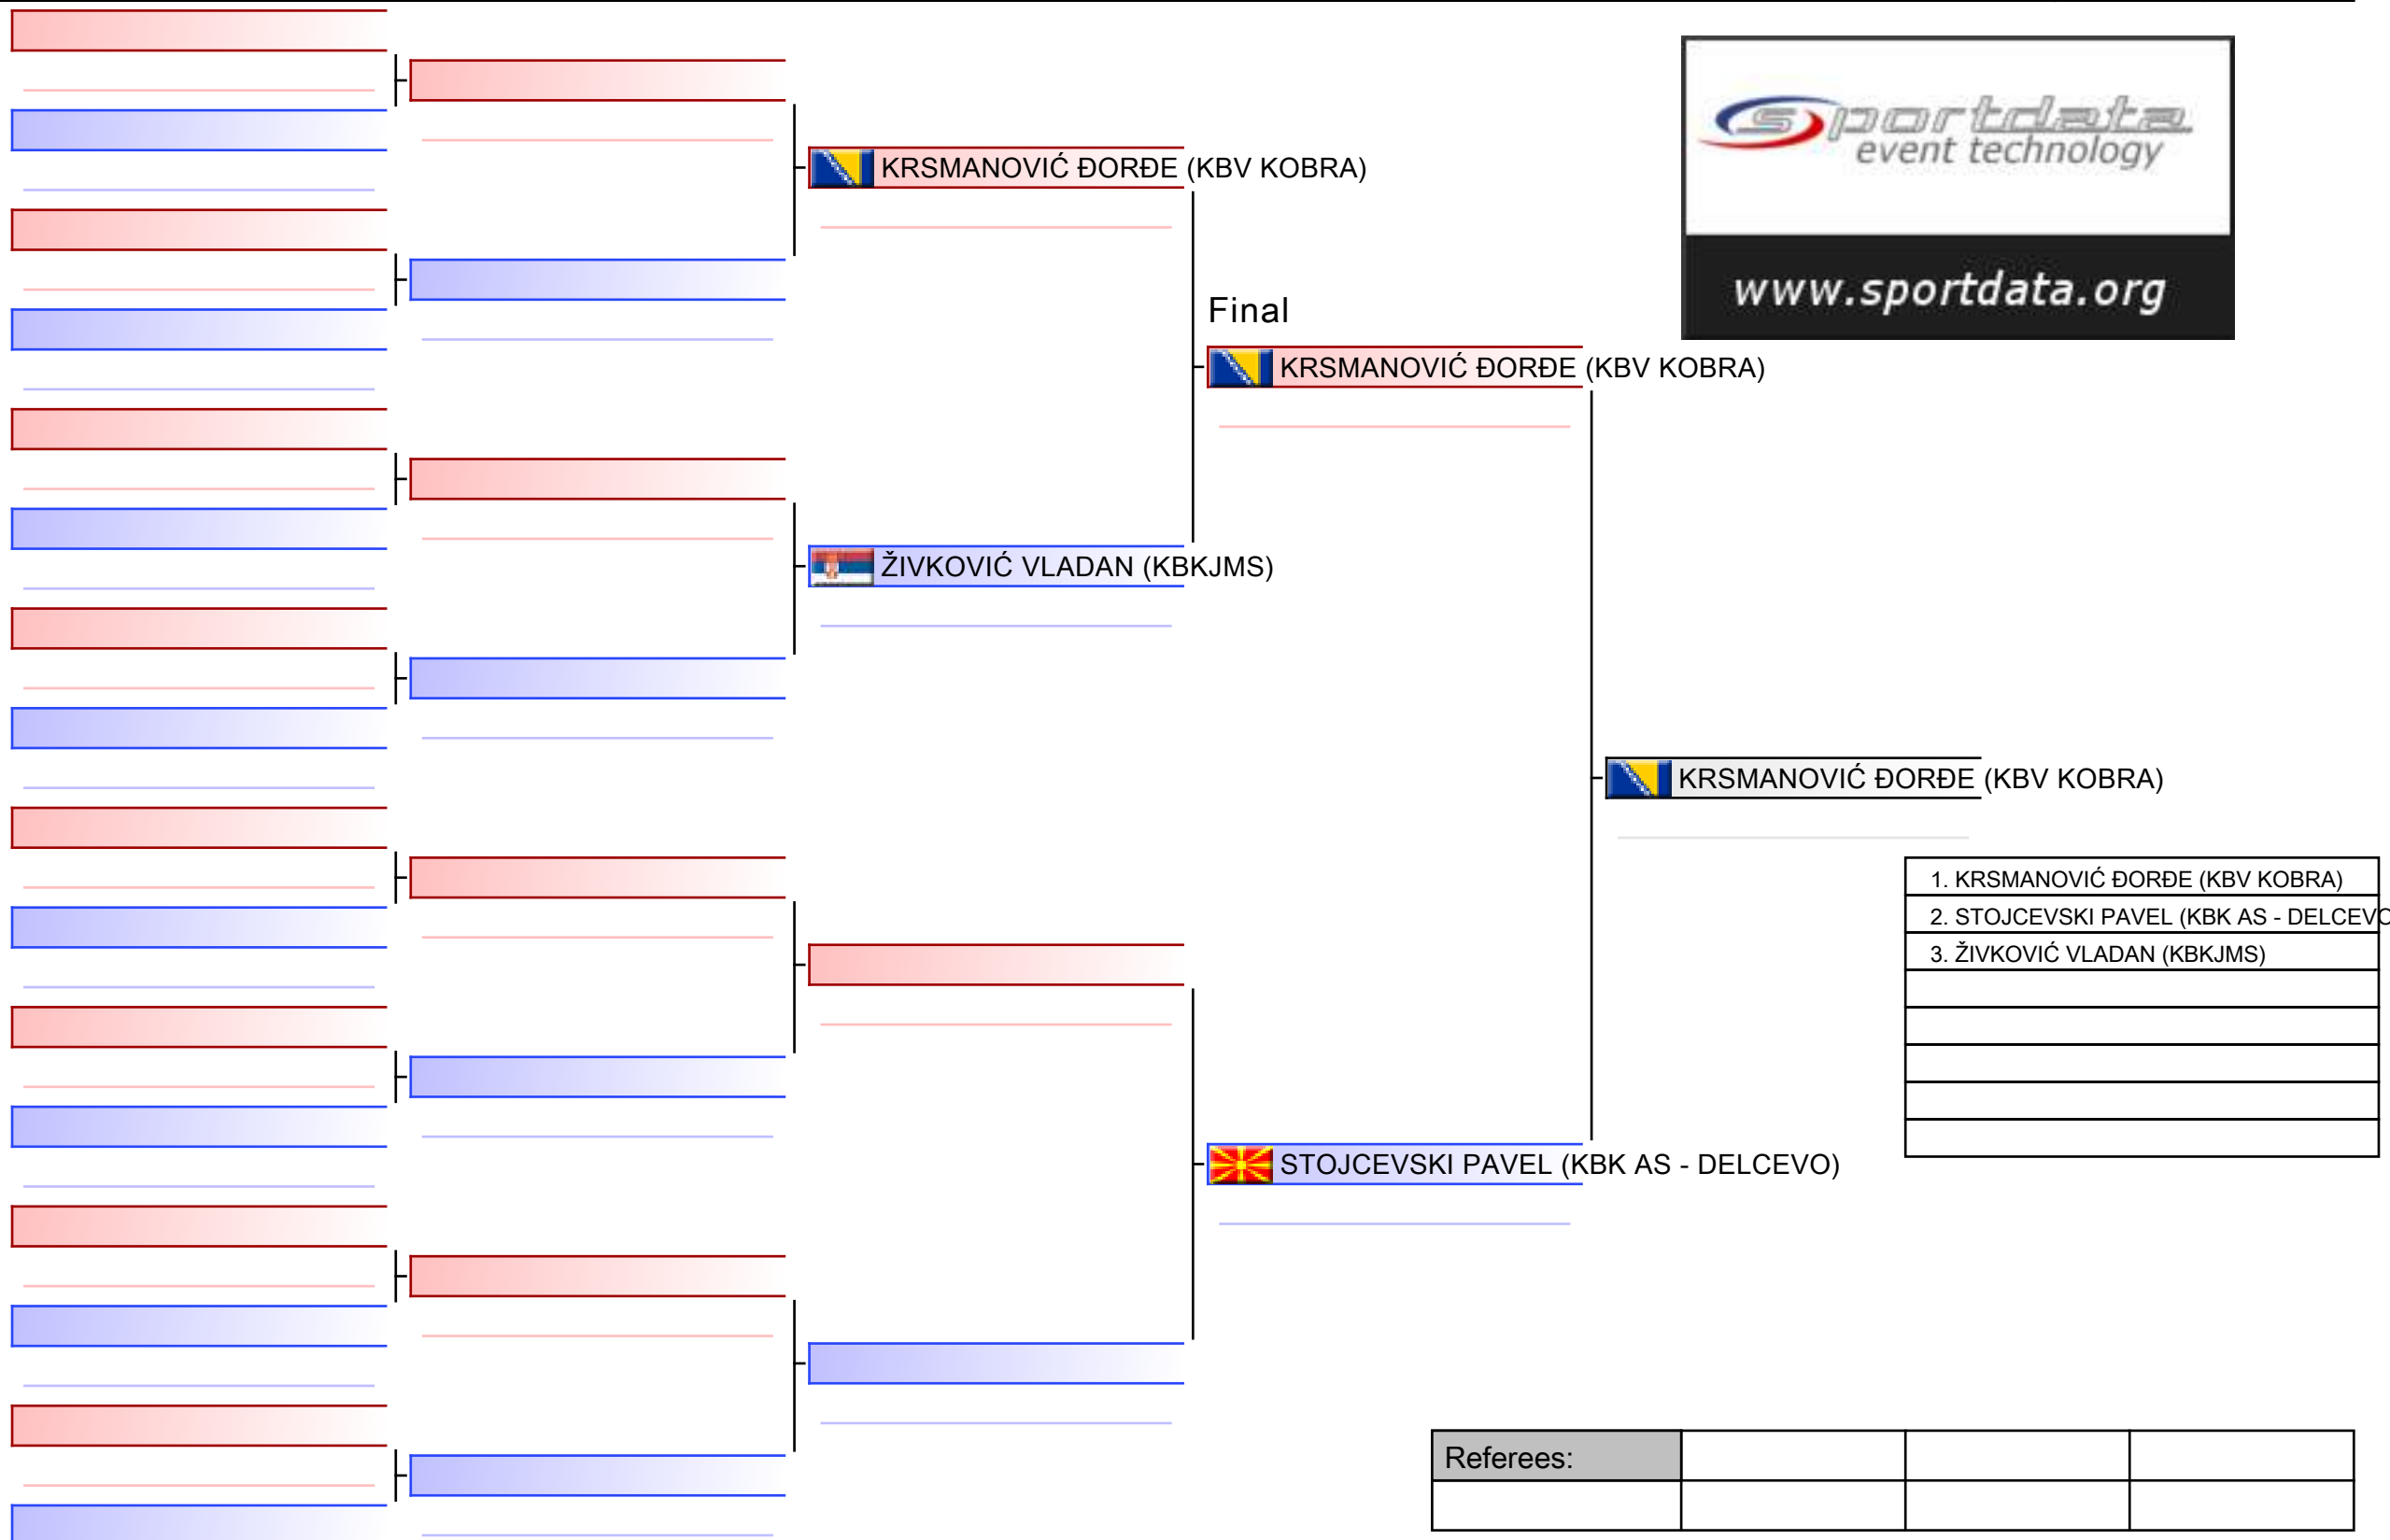 sportdata
event technology
www.sportdata.org
KRSMANOVIĆ ĐORĐE (KBV KOBRA)
Final
KRSMANOVIĆ ĐORĐE (KBV KOBRA)
ŽIVKOVIĆ VLADAN (KBKJMS)
KRSMANOVIĆ ĐORĐE (KBV KOBRA)
1. KRSMANOVIĆ ĐORĐE (KBV KOBRA)
2. STOJCEVSKI PAVEL (KBK AS - DELCEVO
3. ŽIVKOVIĆ VLADAN (KBKJMS)
STOJCEVSKI PAVEL (KBK AS - DELCEVO)
Referees: